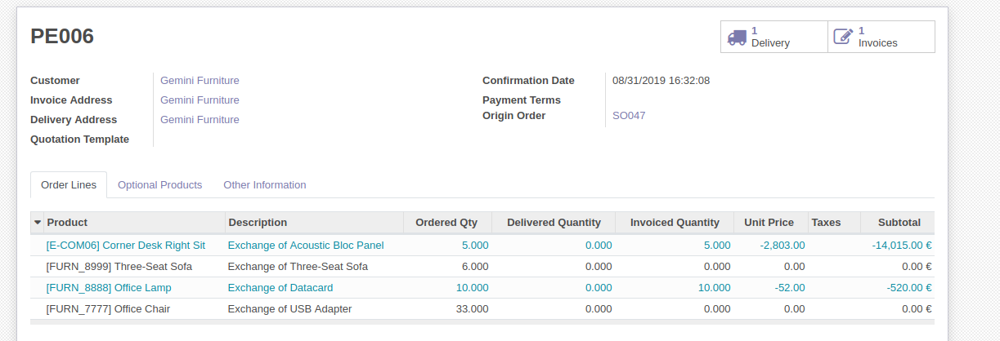 PE006
1
Delivery
1
Invoices
Customer Gemini Furniture
Invoice Address Gemini Furniture
Delivery Address Gemini Furniture
Quotation Template
Confirmation Date 08/31/2019 16:32:08
Payment Terms
Origin Order SO047
Order Lines Optional Products Other Information
Product Description Ordered Qty Delivered Quantity Invoiced Quantity Unit Price Taxes Subtotal
[E-COM06] Corner Desk Right Sit Exchange of Acoustic Bloc Panel 5.000 0.000 5.000 -2,803.00 -14,015.00 €
[FURN_8999] Three-Seat Sofa Exchange of Three-Seat Sofa 6.000 0.000 0.000 0.00 0.00 €
[FURN_8888] Office Lamp Exchange of Datacard 10.000 0.000 10.000 -52.00 -520.00 €
[FURN_7777] Office Chair Exchange of USB Adapter 33.000 0.000 0.000 0.00 0.00 €